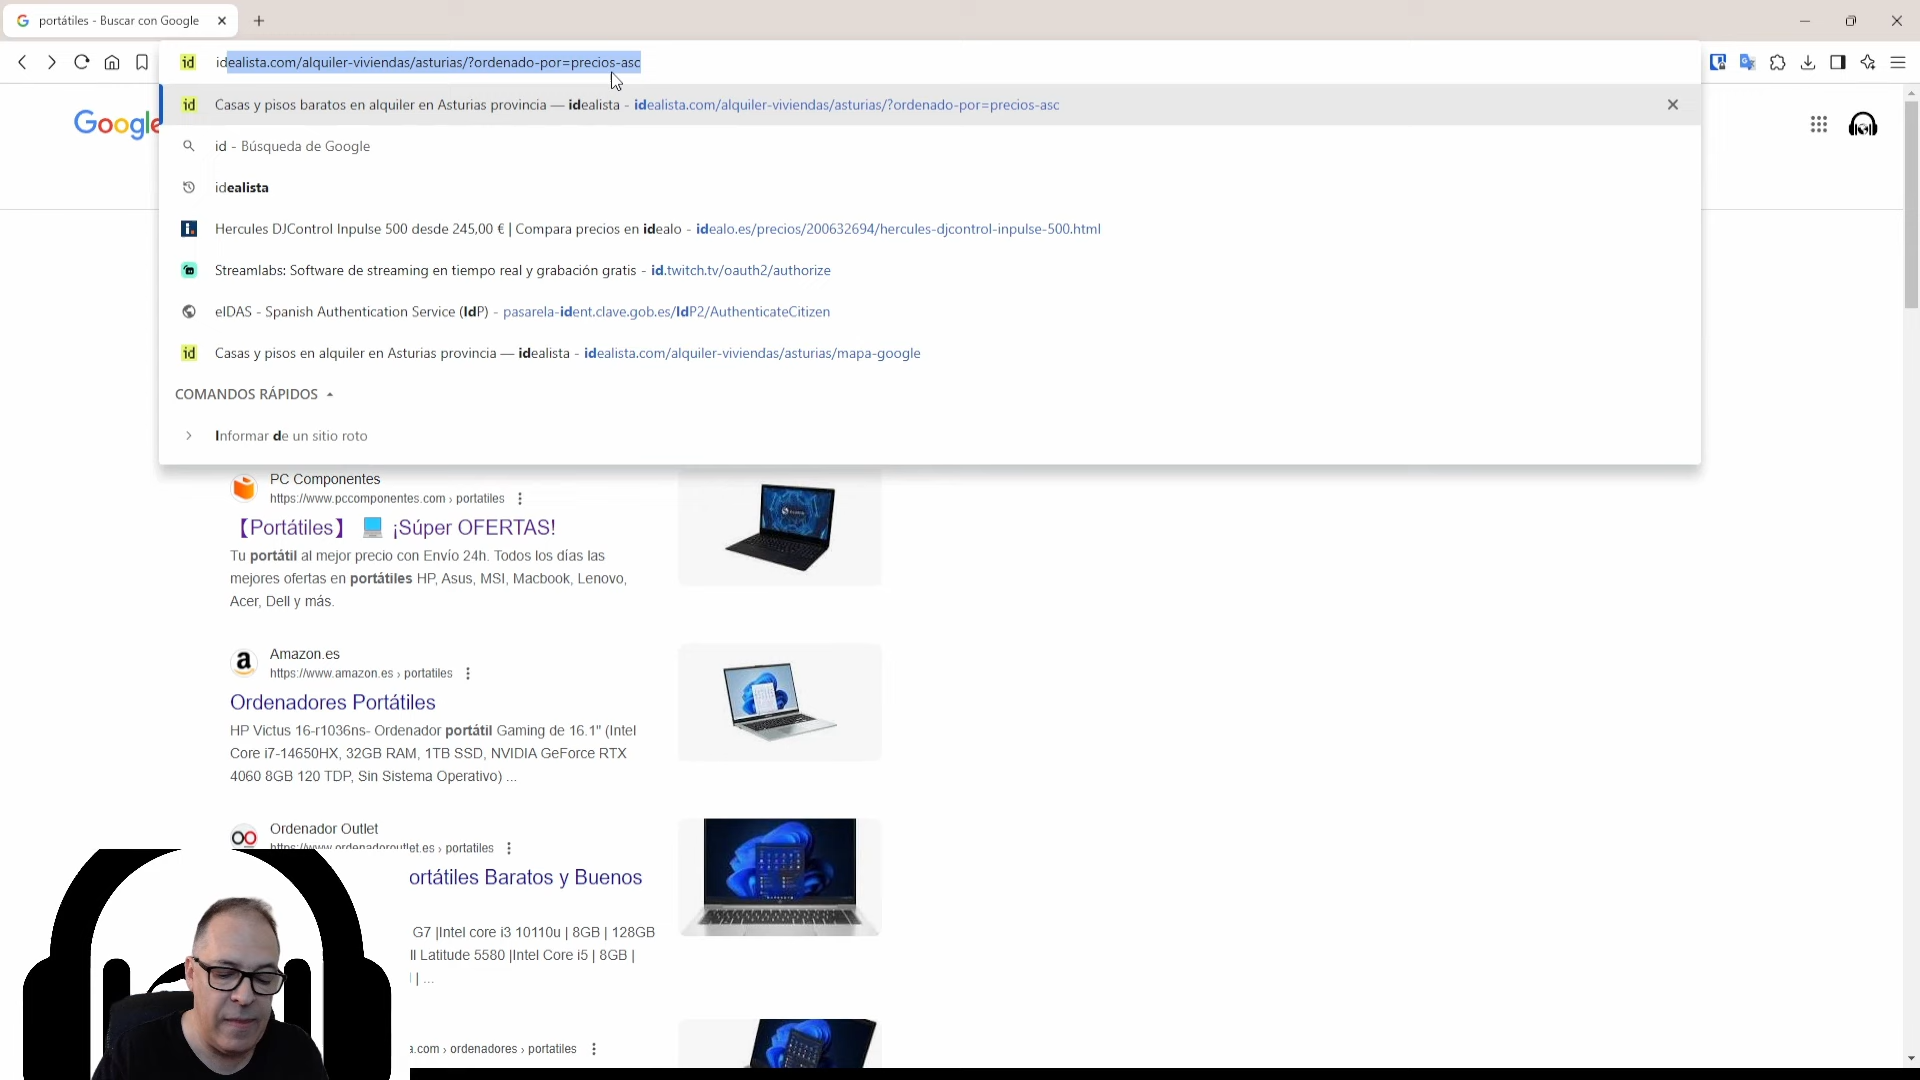 portátiles - Buscar con Google
idealista.com/alquiler-viviendas/asturias/?ordenado-por=precios-asc
id Casas y pisos baratos en alquiler en Asturias provincia — idealista - idealista.com/alquiler-viviendas/asturias/?ordenado-por=precios-asc
Google
id - Búsqueda de Google
idealista
Hercules DJControl Inpulse 500 desde 245,00 € | Compara precios en idealo - idealo.es/precios/200632694/hercules-djcontrol-inpulse-500.html
Streamlabs: Software de streaming en tiempo real y grabación gratis - id.twitch.tv/oauth2/authorize
eIDAS - Spanish Authentication Service (IdP) - pasarela-ident.clave.gob.es/IdP2/AuthenticateCitizen
id Casas y pisos en alquiler en Asturias provincia — idealista - idealista.com/alquiler-viviendas/asturias/mapa-google
COMANDOS RÁPIDOS
Informar de un sitio roto
PC Componentes
https://www.pccomponentes.com › portatiles
【Portátiles】 💻 ¡Súper OFERTAS!
Tu portátil al mejor precio con Envío 24h. Todos los días las
mejores ofertas en portátiles HP, Asus, MSI, Macbook, Lenovo,
Acer, Dell y más.
Amazon.es
https://www.amazon.es › portatiles
Ordenadores Portátiles
HP Victus 16-r1036ns- Ordenador portátil Gaming de 16.1" (Intel
Core i7-14650HX, 32GB RAM, 1TB SSD, NVIDIA GeForce RTX
4060 8GB 120 TDP, Sin Sistema Operativo) ...
Ordenador Outlet
https://www.ordenadoroutlet.es › portatiles
ortátiles Baratos y Buenos
G7 |Intel core i3 10110u | 8GB | 128GB
ll Latitude 5580 |Intel Core i5 | 8GB |
| ...
.com › ordenadores › portatiles